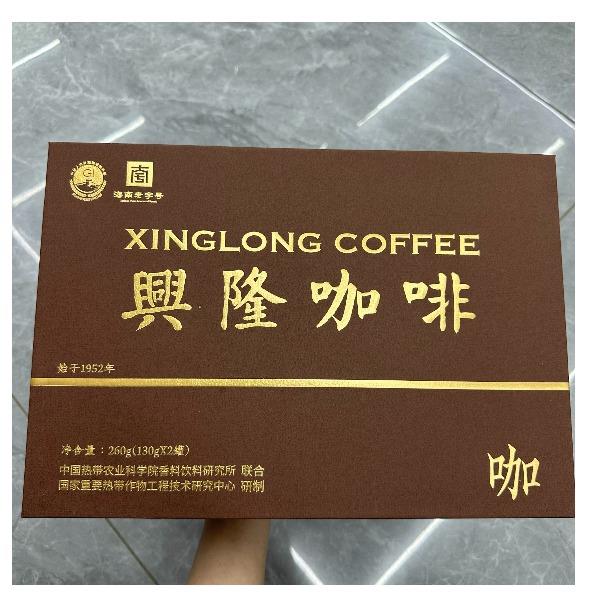 海南老字号
XINGLONG COFFEE
興隆咖啡
始于1952年
净含量：260g(130gX2罐)
中国热带农业科学院香料饮料研究所 联合
国家重要热带作物工程技术研究中心 研制
咖